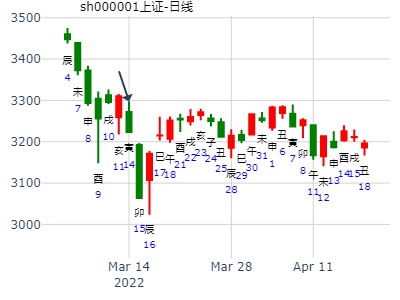 sh000001上证-日线
3500
3400
3300
3200
3100
3000
辰
4
未
7
申
8
酉
9
戌
10
亥
11
寅
14
卯
15
辰
16
巳
17
午
18
酉
21
戌
22
亥
23
子
24
丑
25
辰
28
巳
29
午
30
未
31
申
1
丑
6
寅
7
卯
8
午
11
未
12
申
13
酉
14
戌
15
丑
18
Mar 14
2022
Mar 28
Apr 11